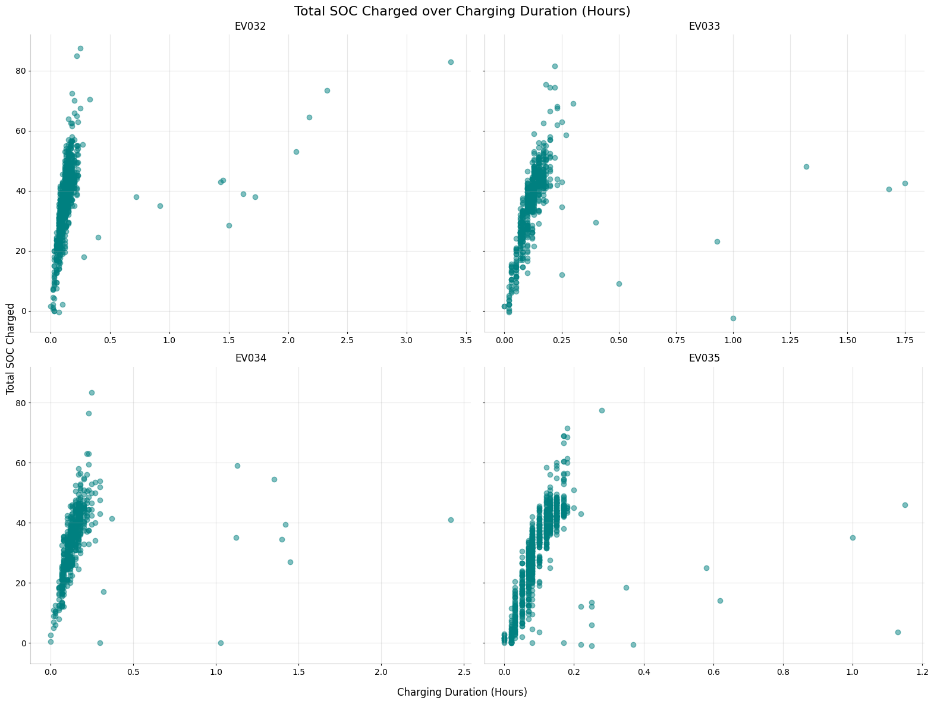 Total SOC Charged over Charging Duration (Hours)
EV032
EV033
80
60
40
20
0
0.0 0.5 1.0 1.5 2.0 2.5 3.0 3.5
0.00 0.25 0.50 0.75 1.00 1.25 1.50 1.75
Total SOC Charged
EV034
EV035
80
60
40
20
0
0.0 0.5 1.0 1.5 2.0 2.5
0.0 0.2 0.4 0.6 0.8 1.0 1.2
Charging Duration (Hours)